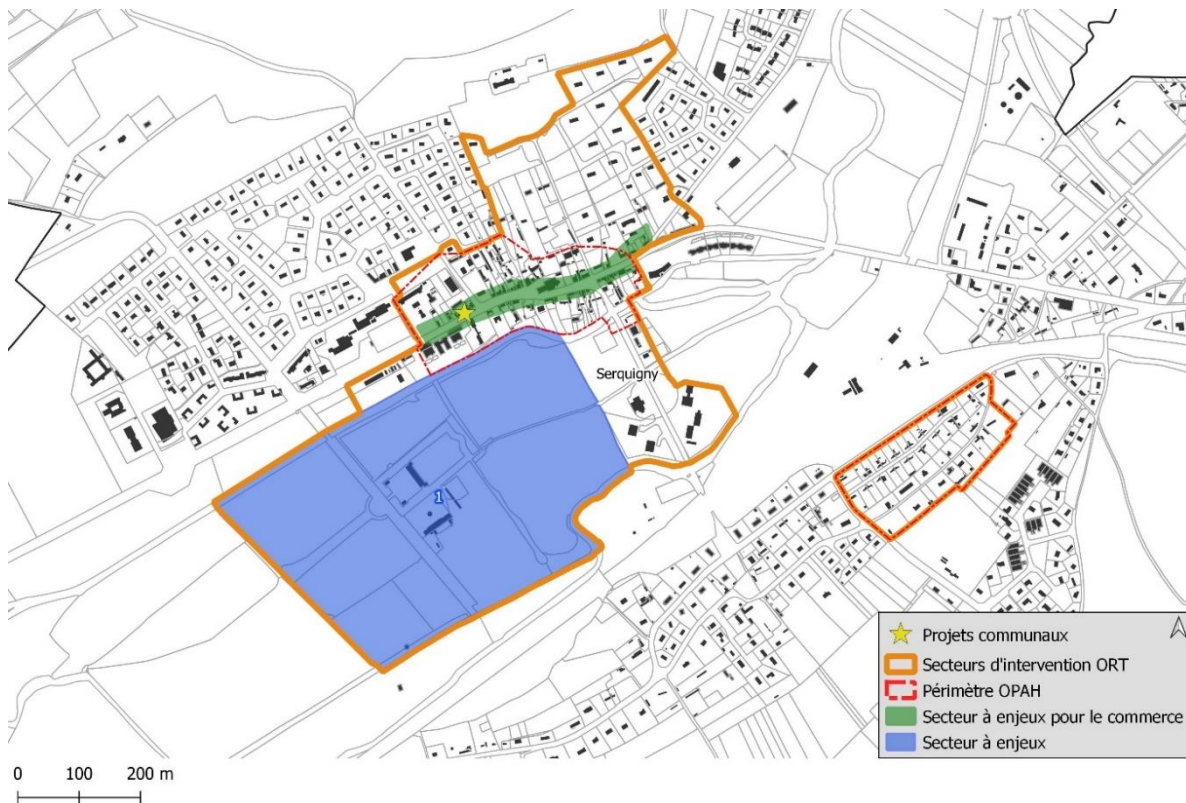 Serquigny
1
Projets communaux
Secteurs d'intervention ORT
Périmètre OPAH
Secteur à enjeux pour le commerce
Secteur à enjeux
0 100 200 m